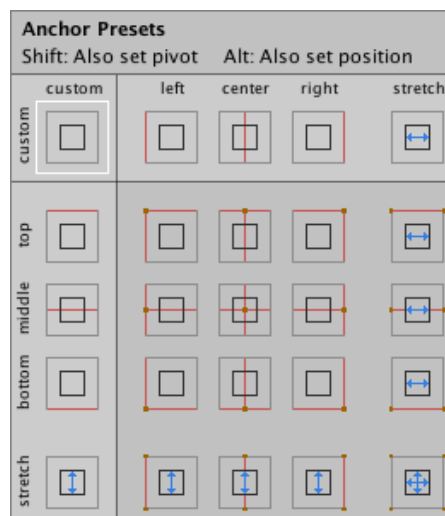 Anchor Presets
Shift: Also set pivot Alt: Also set position
custom left center right stretch
custom
top
middle
bottom
stretch